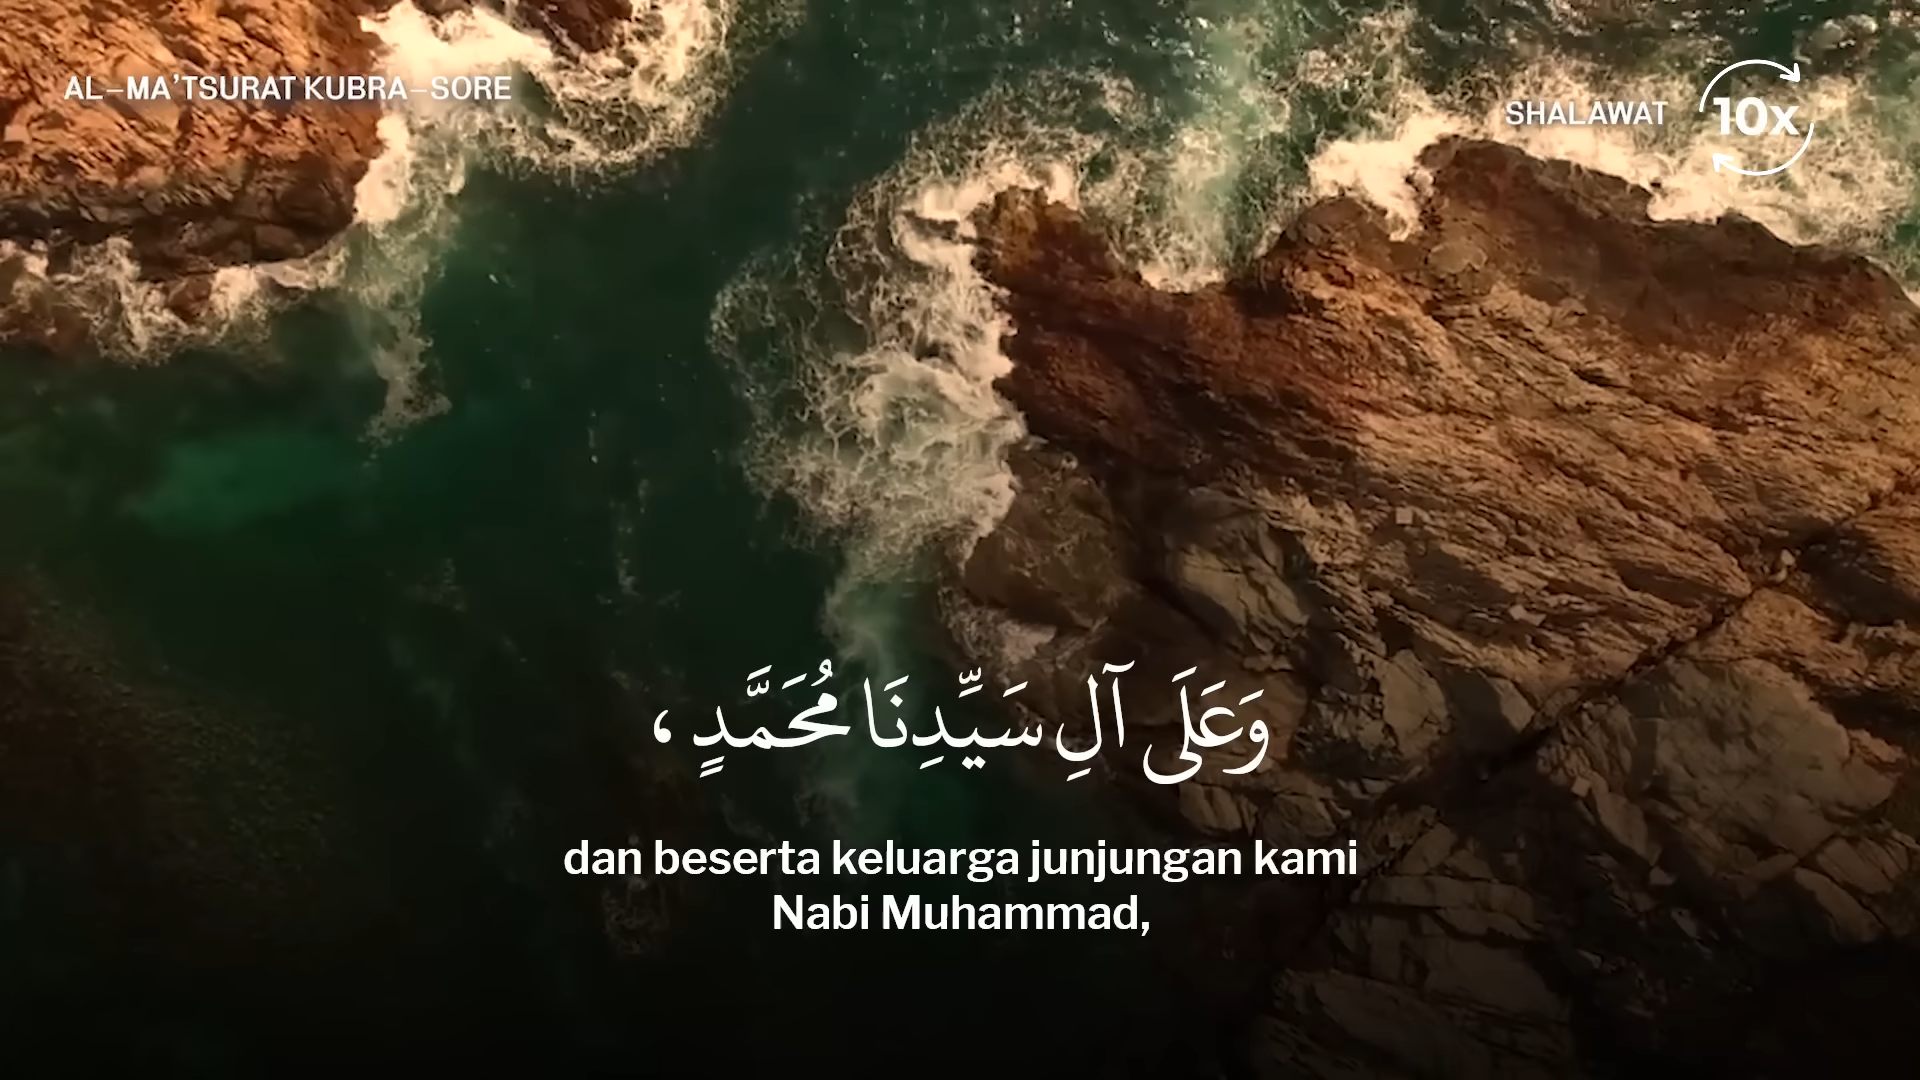 AL–MA’TSURAT KUBRA–SORE
SHALAWAT 10x
وَعَلَى آلِ سَيِّدِنَا مُحَمَّدٍ ،
dan beserta keluarga junjungan kami
Nabi Muhammad,